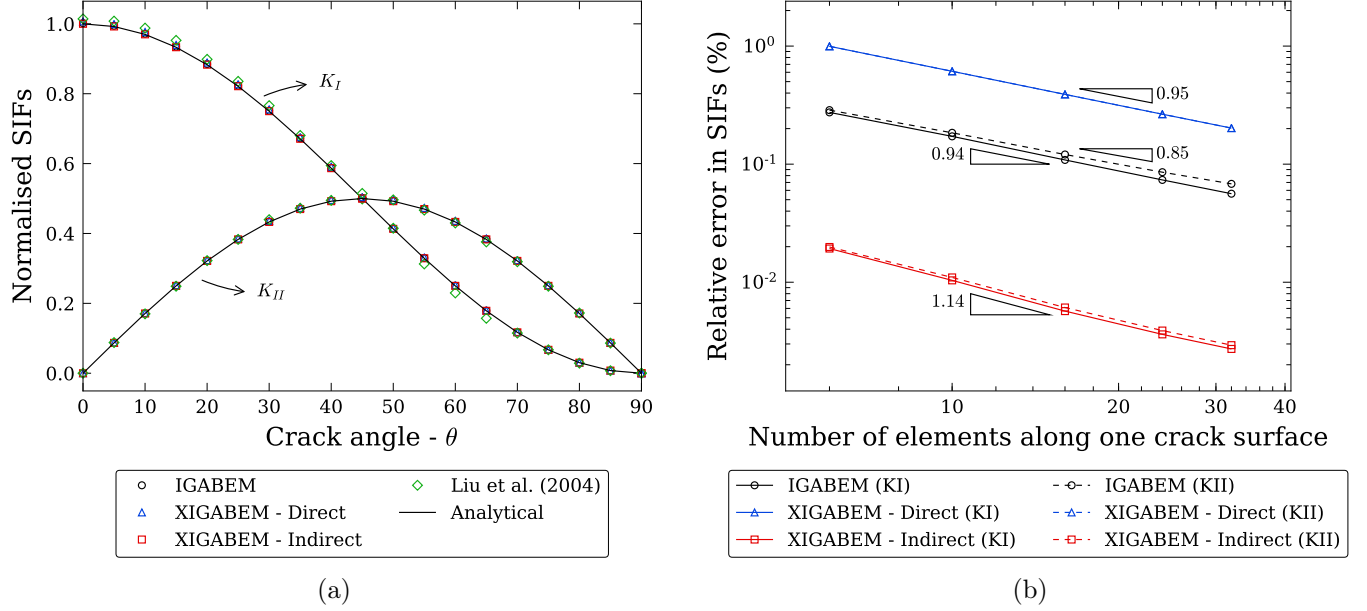 Normalised SIFs
1.0
0.8
0.6
0.4
0.2
0.0
K_I
K_II
0 10 20 30 40 50 60 70 80 90
Crack angle - θ
IGABEM
XIGABEM - Direct
XIGABEM - Indirect
Liu et al. (2004)
Analytical
(a)
Relative error in SIFs (%)
10^0
10^-1
10^-2
0.95
0.94
0.85
1.14
10 20 30 40
Number of elements along one crack surface
IGABEM (KI)
XIGABEM - Direct (KI)
XIGABEM - Indirect (KI)
IGABEM (KII)
XIGABEM - Direct (KII)
XIGABEM - Indirect (KII)
(b)